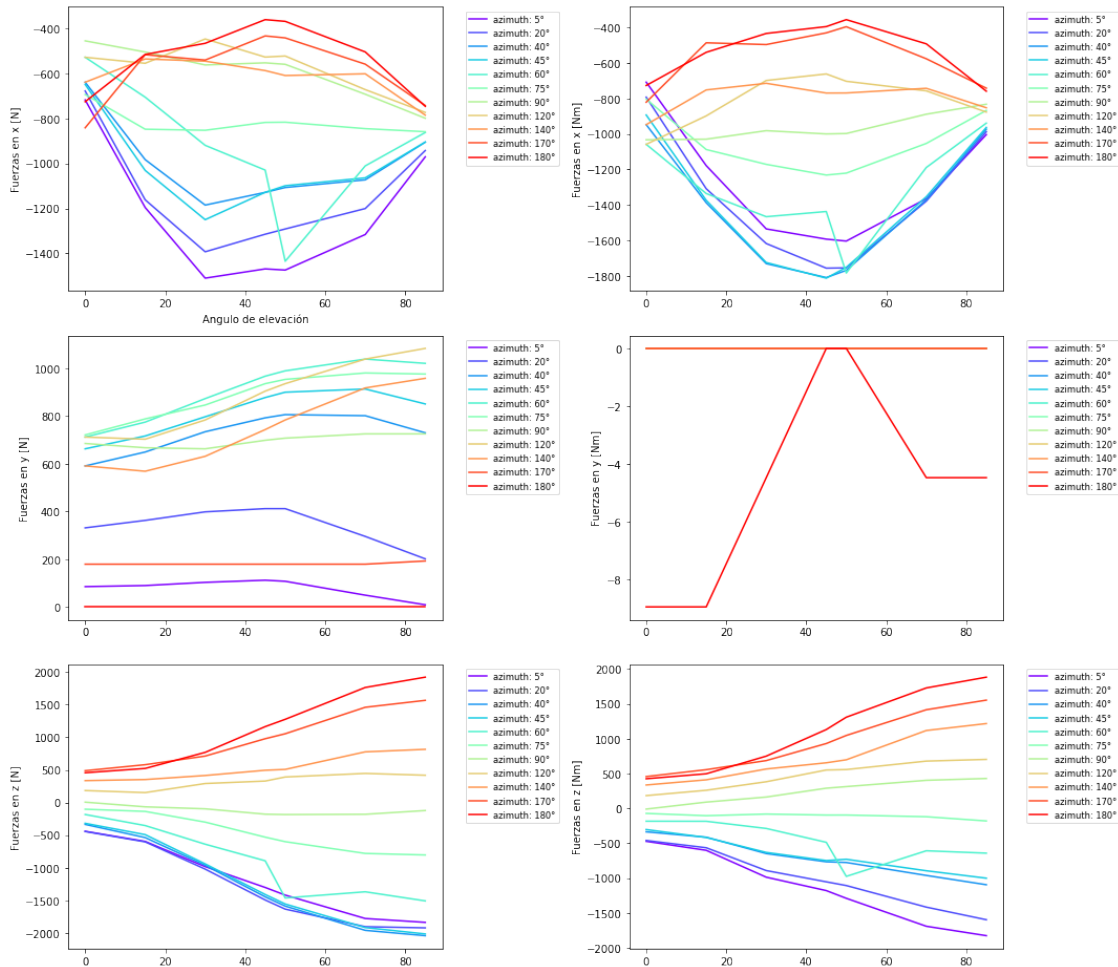 Fuerzas en x [N]
−400
−600
−800
−1000
−1200
−1400
0 20 40 60 80
Angulo de elevación
azimuth: 5°
azimuth: 20°
azimuth: 40°
azimuth: 45°
azimuth: 60°
azimuth: 75°
azimuth: 90°
azimuth: 120°
azimuth: 140°
azimuth: 170°
azimuth: 180°
Fuerzas en x [Nm]
−400
−600
−800
−1000
−1200
−1400
−1600
−1800
0 20 40 60 80
azimuth: 5°
azimuth: 20°
azimuth: 40°
azimuth: 45°
azimuth: 60°
azimuth: 75°
azimuth: 90°
azimuth: 120°
azimuth: 140°
azimuth: 170°
azimuth: 180°
Fuerzas en y [N]
1000
800
600
400
200
0
0 20 40 60 80
azimuth: 5°
azimuth: 20°
azimuth: 40°
azimuth: 45°
azimuth: 60°
azimuth: 75°
azimuth: 90°
azimuth: 120°
azimuth: 140°
azimuth: 170°
azimuth: 180°
Fuerzas en y [Nm]
0
−2
−4
−6
−8
0 20 40 60 80
azimuth: 5°
azimuth: 20°
azimuth: 40°
azimuth: 45°
azimuth: 60°
azimuth: 75°
azimuth: 90°
azimuth: 120°
azimuth: 140°
azimuth: 170°
azimuth: 180°
Fuerzas en z [N]
2000
1500
1000
500
0
−500
−1000
−1500
−2000
0 20 40 60 80
azimuth: 5°
azimuth: 20°
azimuth: 40°
azimuth: 45°
azimuth: 60°
azimuth: 75°
azimuth: 90°
azimuth: 120°
azimuth: 140°
azimuth: 170°
azimuth: 180°
Fuerzas en z [Nm]
2000
1500
1000
500
0
−500
−1000
−1500
−2000
0 20 40 60 80
azimuth: 5°
azimuth: 20°
azimuth: 40°
azimuth: 45°
azimuth: 60°
azimuth: 75°
azimuth: 90°
azimuth: 120°
azimuth: 140°
azimuth: 170°
azimuth: 180°